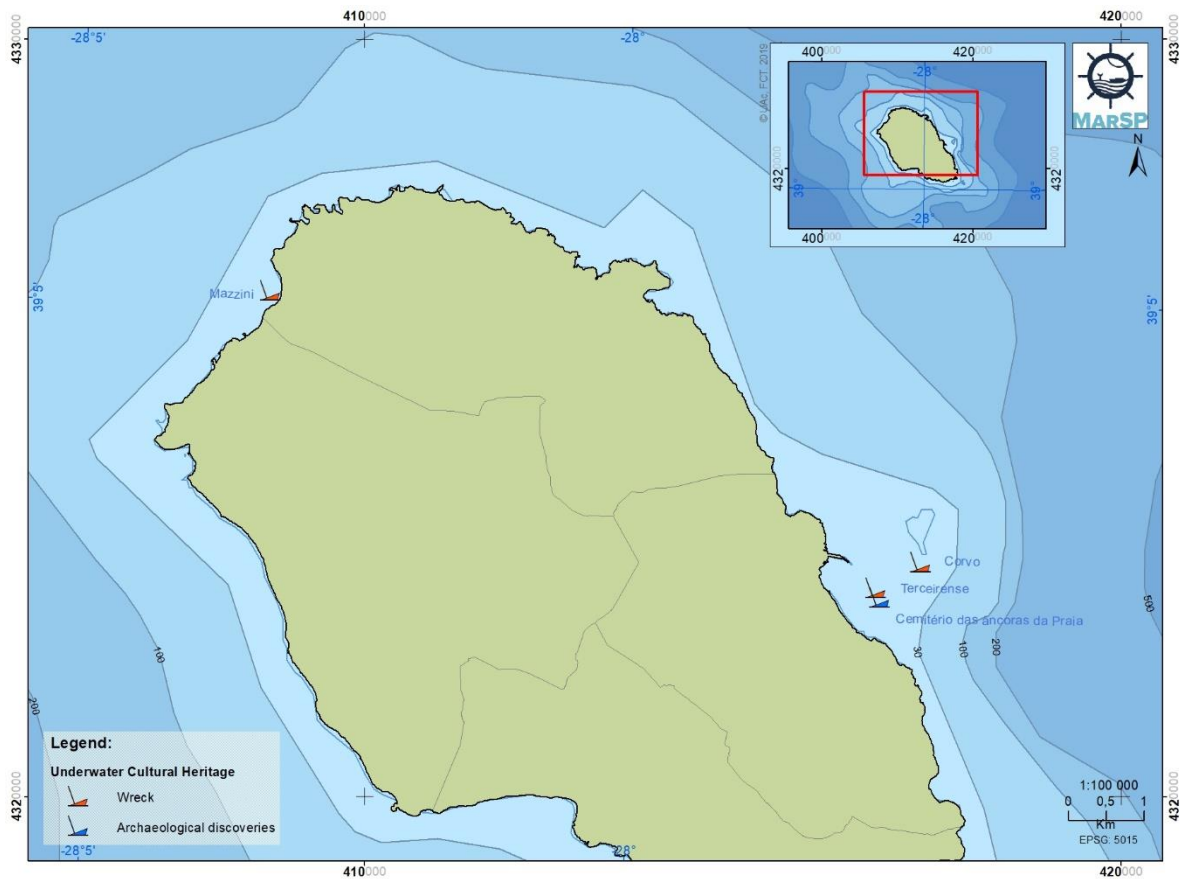 410000
420000
4330000
4330000
-28°5'
-28°
400000
420000
-28°
© UAc, FCT 2019
4320000
4320000
39°
39°
-28°
400000
420000
MARSP
N
39°5'
39°5'
Mazzini
Corvo
Terceirense
Cemitério das âncoras da Praia
30
100
200
500
100
200
Legend:
Underwater Cultural Heritage
Wreck
Archaeological discoveries
1:100 000
0 0,5 1
Km
EPSG: 5015
4320000
4320000
-28°5'
-28°
410000
420000